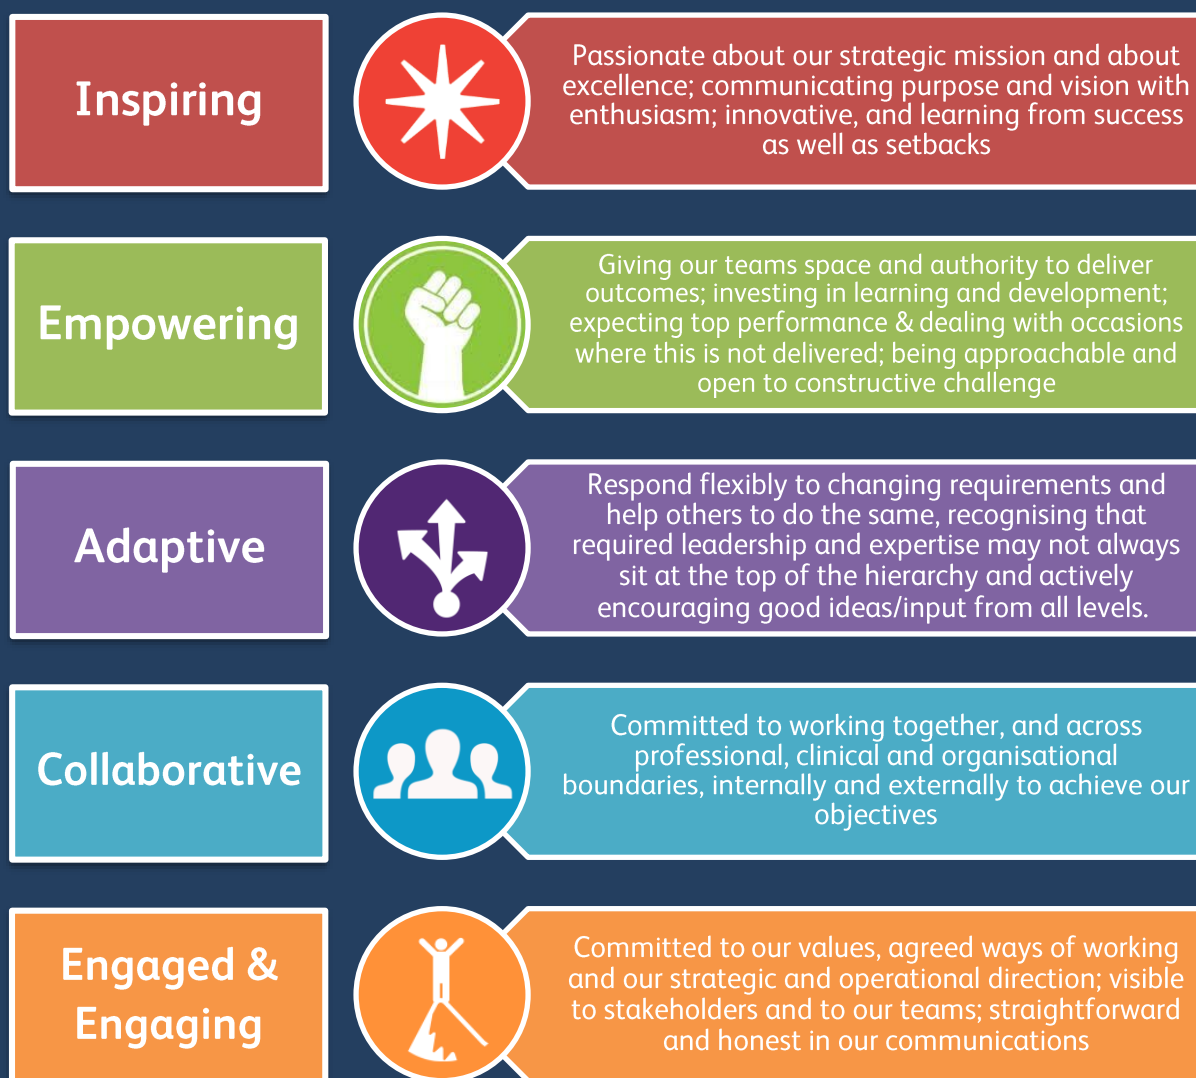 Inspiring
Passionate about our strategic mission and about
excellence; communicating purpose and vision with
enthusiasm; innovative, and learning from success
as well as setbacks
Empowering
Giving our teams space and authority to deliver
outcomes; investing in learning and development;
expecting top performance & dealing with occasions
where this is not delivered; being approachable and
open to constructive challenge
Adaptive
Respond flexibly to changing requirements and
help others to do the same, recognising that
required leadership and expertise may not always
sit at the top of the hierarchy and actively
encouraging good ideas/input from all levels.
Collaborative
Committed to working together, and across
professional, clinical and organisational
boundaries, internally and externally to achieve our
objectives
Engaged &
Engaging
Committed to our values, agreed ways of working
and our strategic and operational direction; visible
to stakeholders and to our teams; straightforward
and honest in our communications